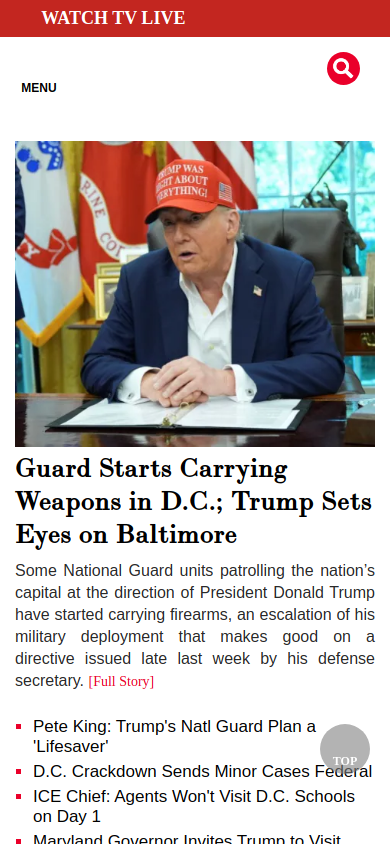 WATCH TV LIVE
MENU
TRUMP WAS
RIGHT ABOUT
EVERYTHING!
Guard Starts Carrying
Weapons in D.C.; Trump Sets
Eyes on Baltimore
Some National Guard units patrolling the nation’s
capital at the direction of President Donald Trump
have started carrying firearms, an escalation of his
military deployment that makes good on a
directive issued late last week by his defense
secretary. [Full Story]
Pete King: Trump's Natl Guard Plan a
'Lifesaver'
TOP
D.C. Crackdown Sends Minor Cases Federal
ICE Chief: Agents Won't Visit D.C. Schools
on Day 1
Maryland Governor Invites Trump to Visit